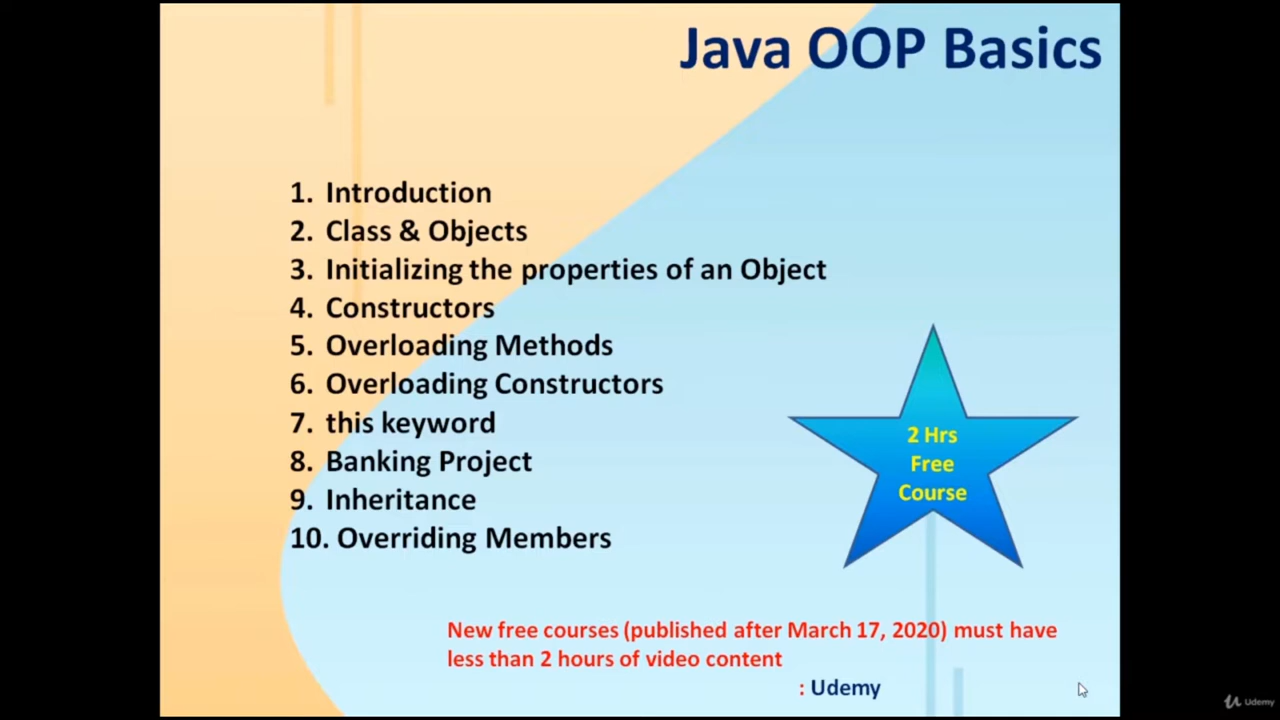 Java OOP Basics
1. Introduction
2. Class & Objects
3. Initializing the properties of an Object
4. Constructors
5. Overloading Methods
6. Overloading Constructors
7. this keyword
8. Banking Project
9. Inheritance
10. Overriding Members
2 Hrs
Free
Course
New free courses (published after March 17, 2020) must have
less than 2 hours of video content
: Udemy
Udemy